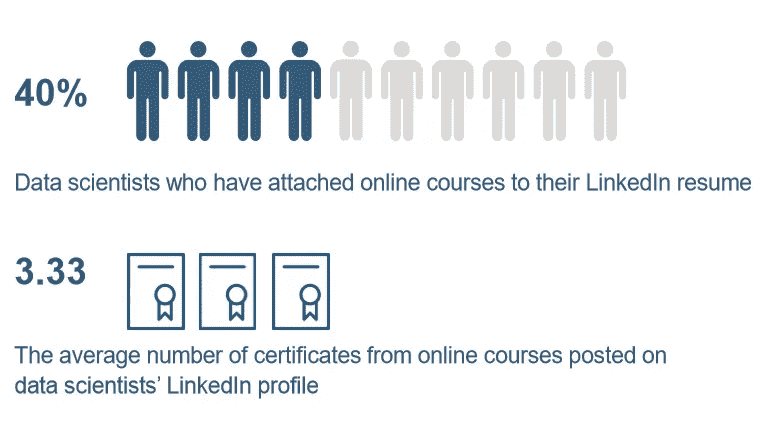 40%
Data scientists who have attached online courses to their LinkedIn resume
3.33
The average number of certificates from online courses posted on
data scientists’ LinkedIn profile